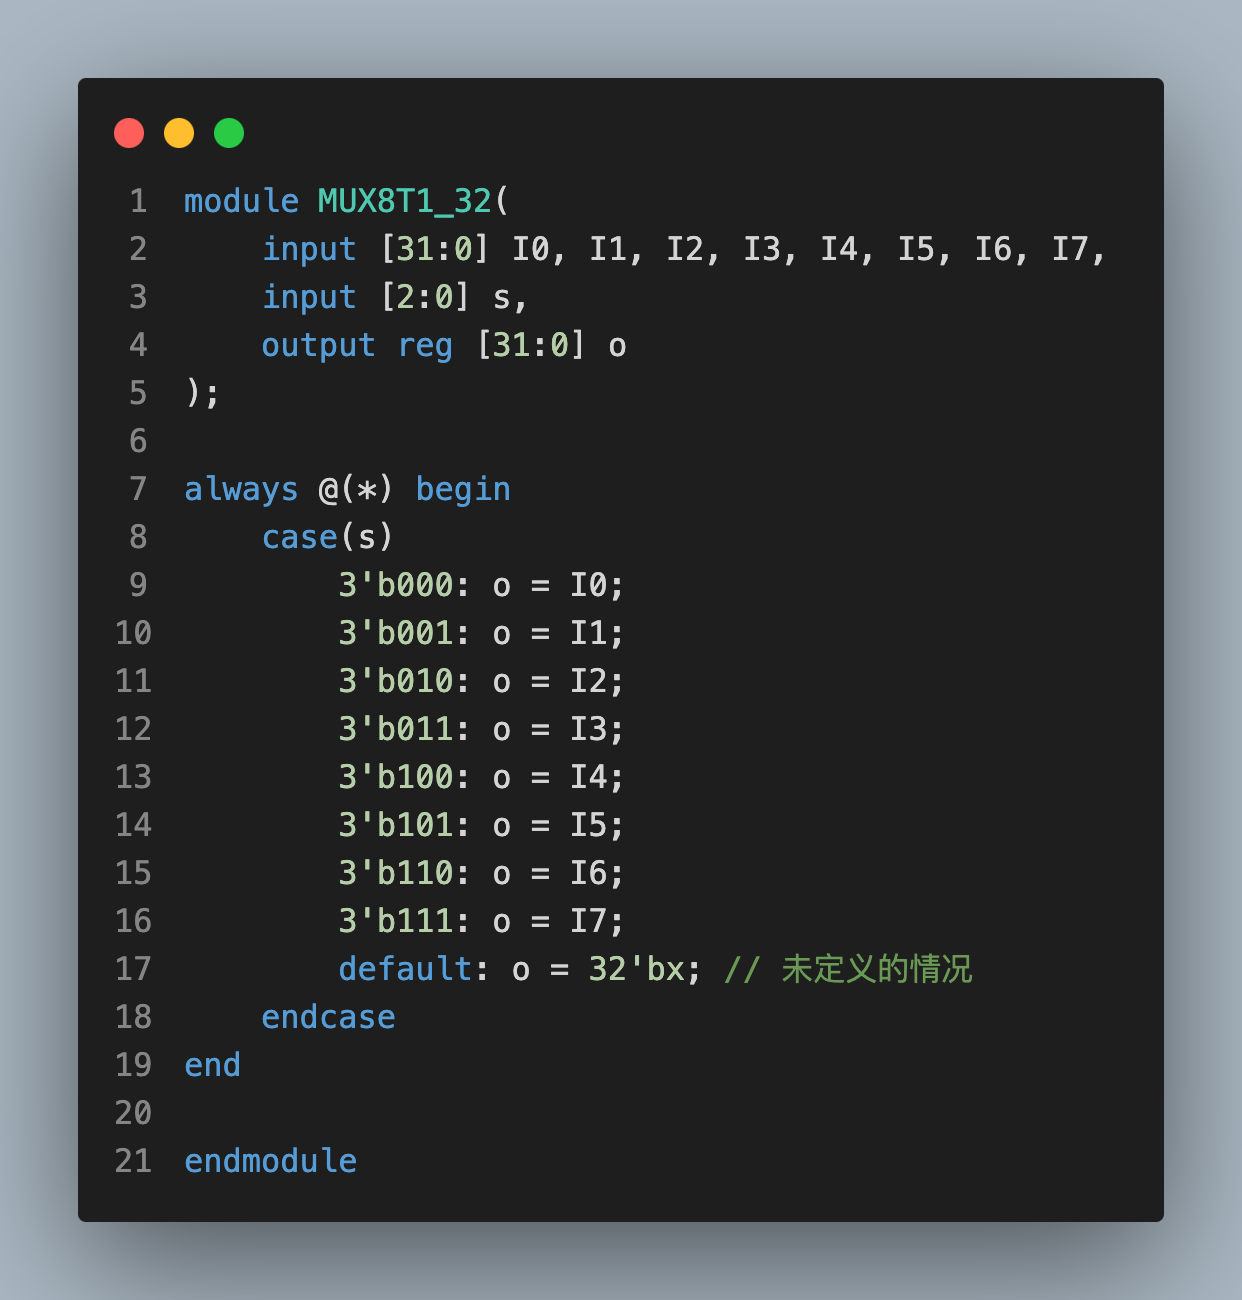 1 module MUX8T1_32(
2     input [31:0] I0, I1, I2, I3, I4, I5, I6, I7,
3     input [2:0] s,
4     output reg [31:0] o
5 );
6
7 always @(*) begin
8     case(s)
9         3'b000: o = I0;
10         3'b001: o = I1;
11         3'b010: o = I2;
12         3'b011: o = I3;
13         3'b100: o = I4;
14         3'b101: o = I5;
15         3'b110: o = I6;
16         3'b111: o = I7;
17         default: o = 32'bx; // 未定义的情况
18     endcase
19 end
20
21 endmodule